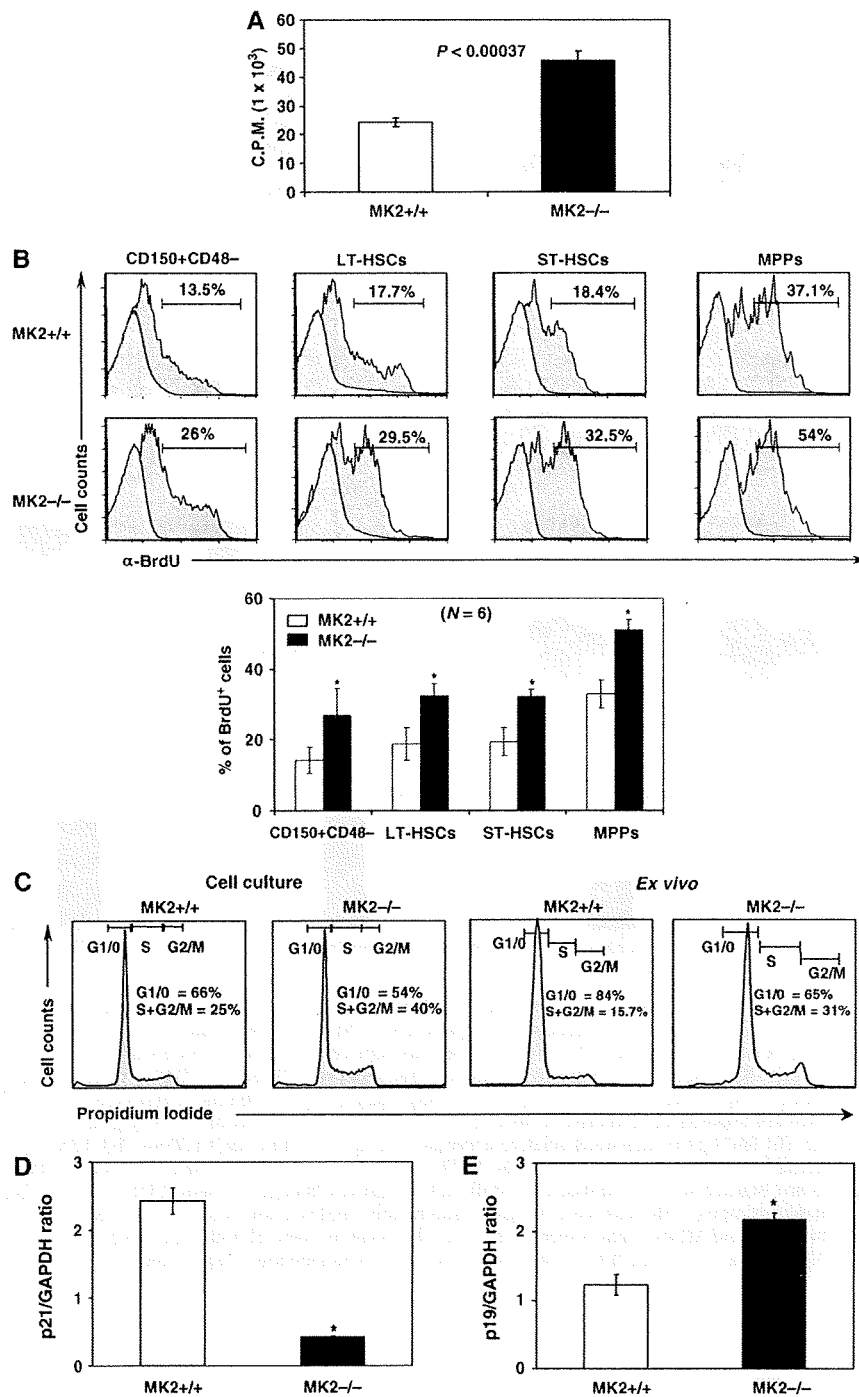 A
60
50
40
30
20
10
0
C.P.M. (1 x 10³)
P < 0.00037
MK2+/+ MK2−/−
B
CD150+CD48− LT-HSCs ST-HSCs MPPs
MK2+/+
13.5% 17.7% 18.4% 37.1%
MK2−/−
26% 29.5% 32.5% 54%
Cell counts
α-BrdU
60
40
20
0
% of BrdU⁺ cells
MK2+/+
MK2−/−
(N = 6)
* * * *
CD150+CD48− LT-HSCs ST-HSCs MPPs
C
Cell culture Ex vivo
MK2+/+ MK2−/− MK2+/+ MK2−/−
Cell counts
G1/0 S G2/M
G1/0 = 66%
S+G2/M = 25%
G1/0 S G2/M
G1/0 = 54%
S+G2/M = 40%
G1/0 S G2/M
G1/0 = 84%
S+G2/M = 15.7%
G1/0 S G2/M
G1/0 = 65%
S+G2/M = 31%
Propidium Iodide
D
3
2
1
0
p21/GAPDH ratio
*
MK2+/+ MK2−/−
E
3
2
1
0
p19/GAPDH ratio
*
MK2+/+ MK2−/−